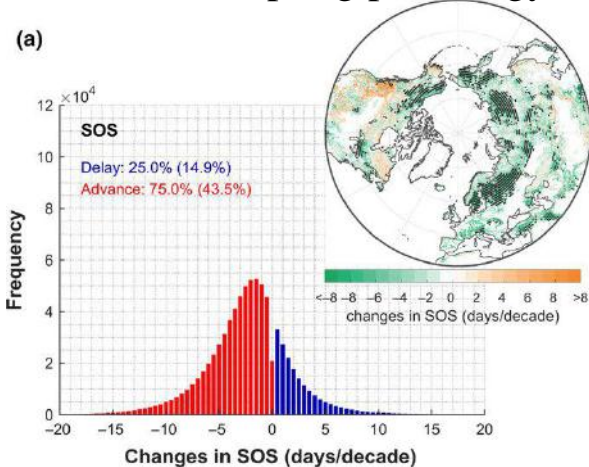 (a)
×10⁴
12
10
8
6
4
2
0
SOS
Delay: 25.0% (14.9%)
Advance: 75.0% (43.5%)
Frequency
−20 −15 −10 −5 0 5 10 15 20
Changes in SOS (days/decade)
<−8 −6 −4 −2 0 2 4 6 8 >8
changes in SOS (days/decade)